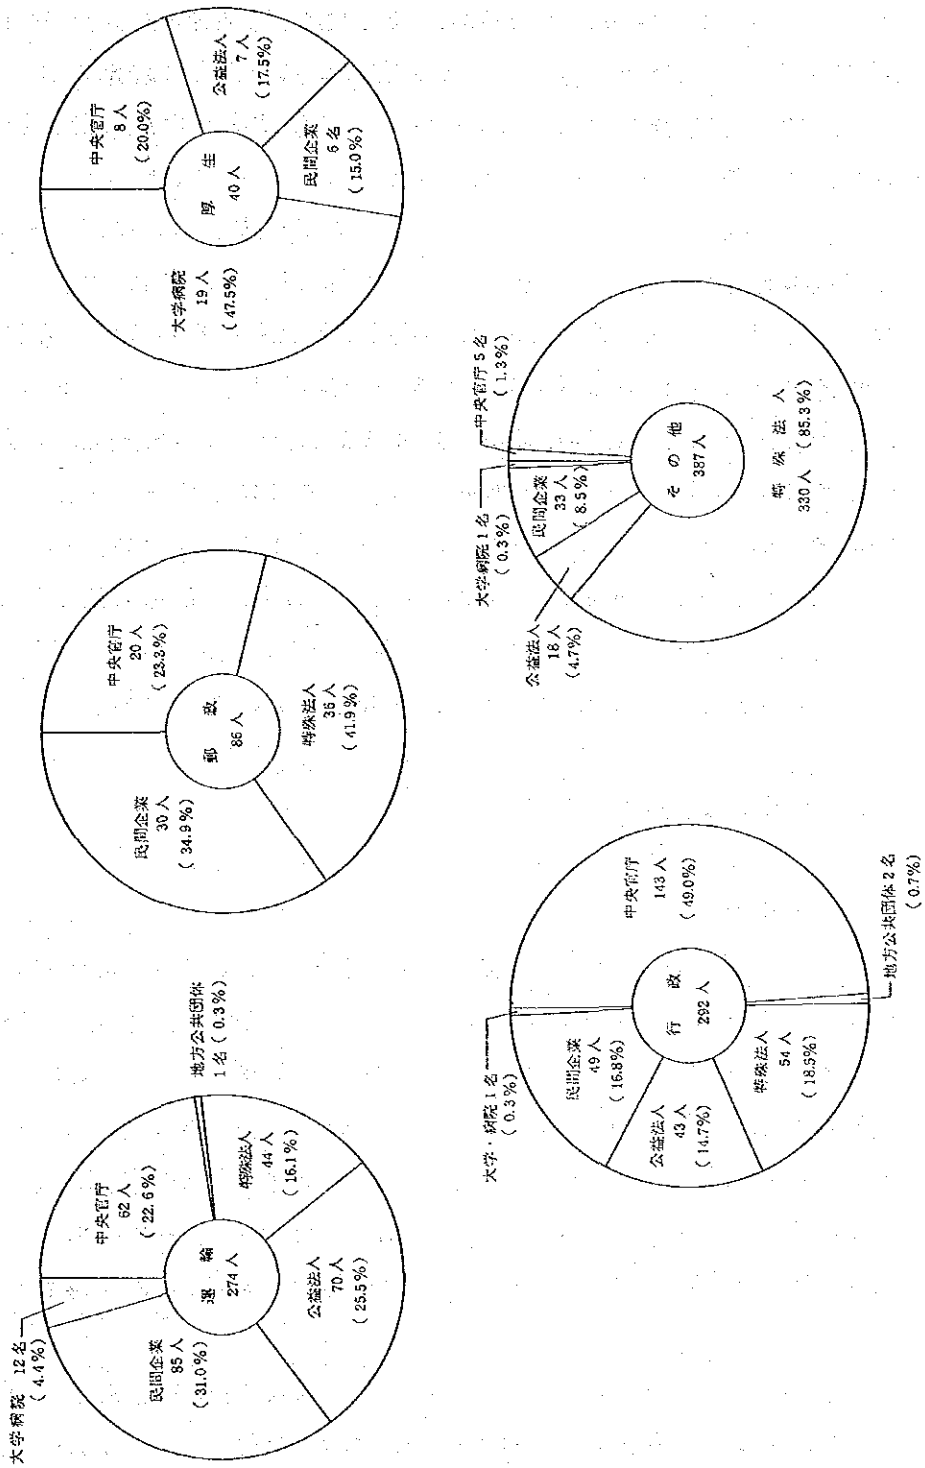 大学病院 12名
(4.4%)
中央官庁
62人
(22.6%)
地方公共団体
1名(0.3%)
特殊法人
44人
(16.1%)
公益法人
70人
(25.5%)
民間企業
85人
(31.0%)
運輸
274人
中央官庁
20人
(23.3%)
特殊法人
36人
(41.9%)
民間企業
30人
(34.9%)
郵政
86人
中央官庁
8人
(20.0%)
公益法人
7人
(17.5%)
民間企業
6名
(15.0%)
大学病院
19人
(47.5%)
厚生
40人
大学・病院1名
(0.3%)
中央官庁
143人
(49.0%)
地方公共団体2名
(0.7%)
特殊法人
54人
(18.5%)
公益法人
43人
(14.7%)
民間企業
49人
(16.8%)
行政
292人
大学病院1名
(0.3%)
中央官庁5名
(1.3%)
民間企業
33人
(8.5%)
公益法人
18人
(4.7%)
特殊法人
330人(85.3%)
その他
387人